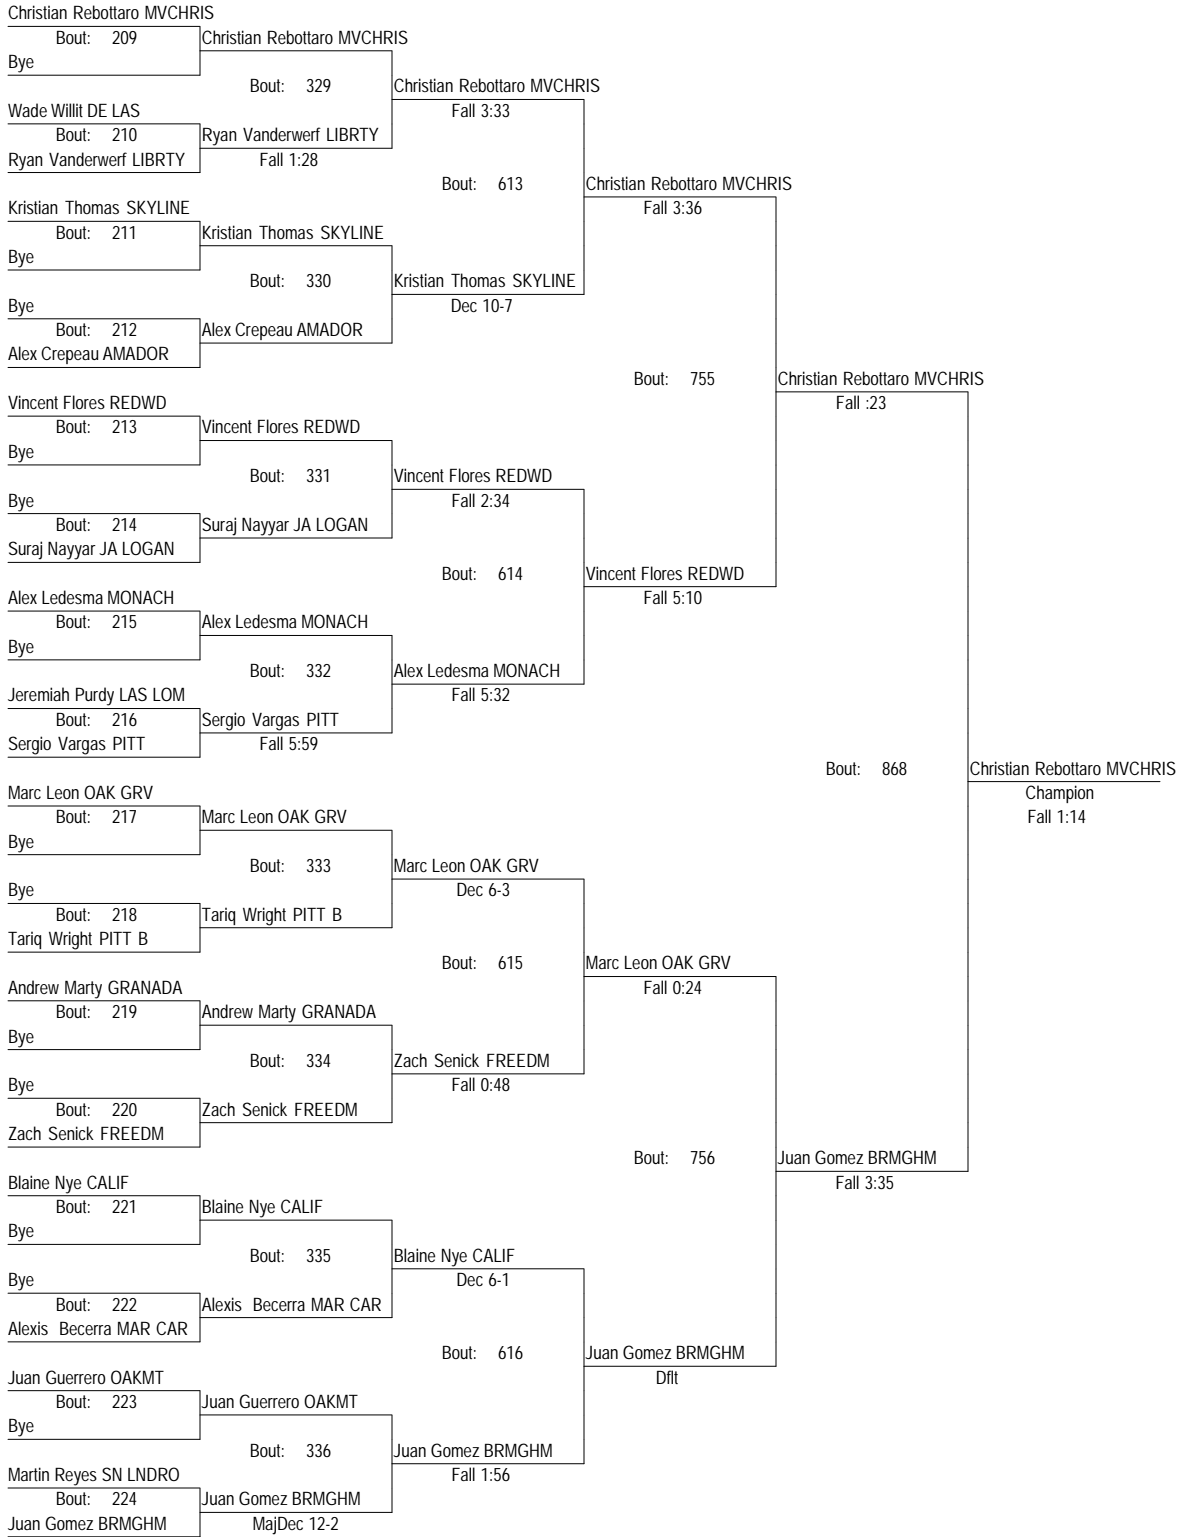 Christian Rebottaro MVCHRIS
Bout: 209
Christian Rebottaro MVCHRIS
Bye
Bout: 329
Christian Rebottaro MVCHRIS
Fall 3:33
Wade Willit DE LAS
Bout: 210
Ryan Vanderwerf LIBRTY
Ryan Vanderwerf LIBRTY
Fall 1:28
Bout: 613
Christian Rebottaro MVCHRIS
Fall 3:36
Kristian Thomas SKYLINE
Bout: 211
Kristian Thomas SKYLINE
Bye
Bout: 330
Kristian Thomas SKYLINE
Dec 10-7
Bye
Bout: 212
Alex Crepeau AMADOR
Alex Crepeau AMADOR
Bout: 755
Christian Rebottaro MVCHRIS
Fall :23
Vincent Flores REDWD
Bout: 213
Vincent Flores REDWD
Bye
Bout: 331
Vincent Flores REDWD
Fall 2:34
Bye
Bout: 214
Suraj Nayyar JA LOGAN
Suraj Nayyar JA LOGAN
Bout: 614
Vincent Flores REDWD
Fall 5:10
Alex Ledesma MONACH
Bout: 215
Alex Ledesma MONACH
Bye
Bout: 332
Alex Ledesma MONACH
Fall 5:32
Jeremiah Purdy LAS LOM
Bout: 216
Sergio Vargas PITT
Sergio Vargas PITT
Fall 5:59
Bout: 868
Christian Rebottaro MVCHRIS
Champion
Fall 1:14
Marc Leon OAK GRV
Bout: 217
Marc Leon OAK GRV
Bye
Bout: 333
Marc Leon OAK GRV
Dec 6-3
Bye
Bout: 218
Tariq Wright PITT B
Tariq Wright PITT B
Bout: 615
Marc Leon OAK GRV
Fall 0:24
Andrew Marty GRANADA
Bout: 219
Andrew Marty GRANADA
Bye
Bout: 334
Zach Senick FREEDM
Fall 0:48
Bye
Bout: 220
Zach Senick FREEDM
Zach Senick FREEDM
Bout: 756
Juan Gomez BRMGHM
Fall 3:35
Blaine Nye CALIF
Bout: 221
Blaine Nye CALIF
Bye
Bout: 335
Blaine Nye CALIF
Dec 6-1
Bye
Bout: 222
Alexis Becerra MAR CAR
Alexis Becerra MAR CAR
Bout: 616
Juan Gomez BRMGHM
Dflt
Juan Guerrero OAKMT
Bout: 223
Juan Guerrero OAKMT
Bye
Bout: 336
Juan Gomez BRMGHM
Fall 1:56
Martin Reyes SN LNDRO
Bout: 224
Juan Gomez BRMGHM
Juan Gomez BRMGHM
MajDec 12-2